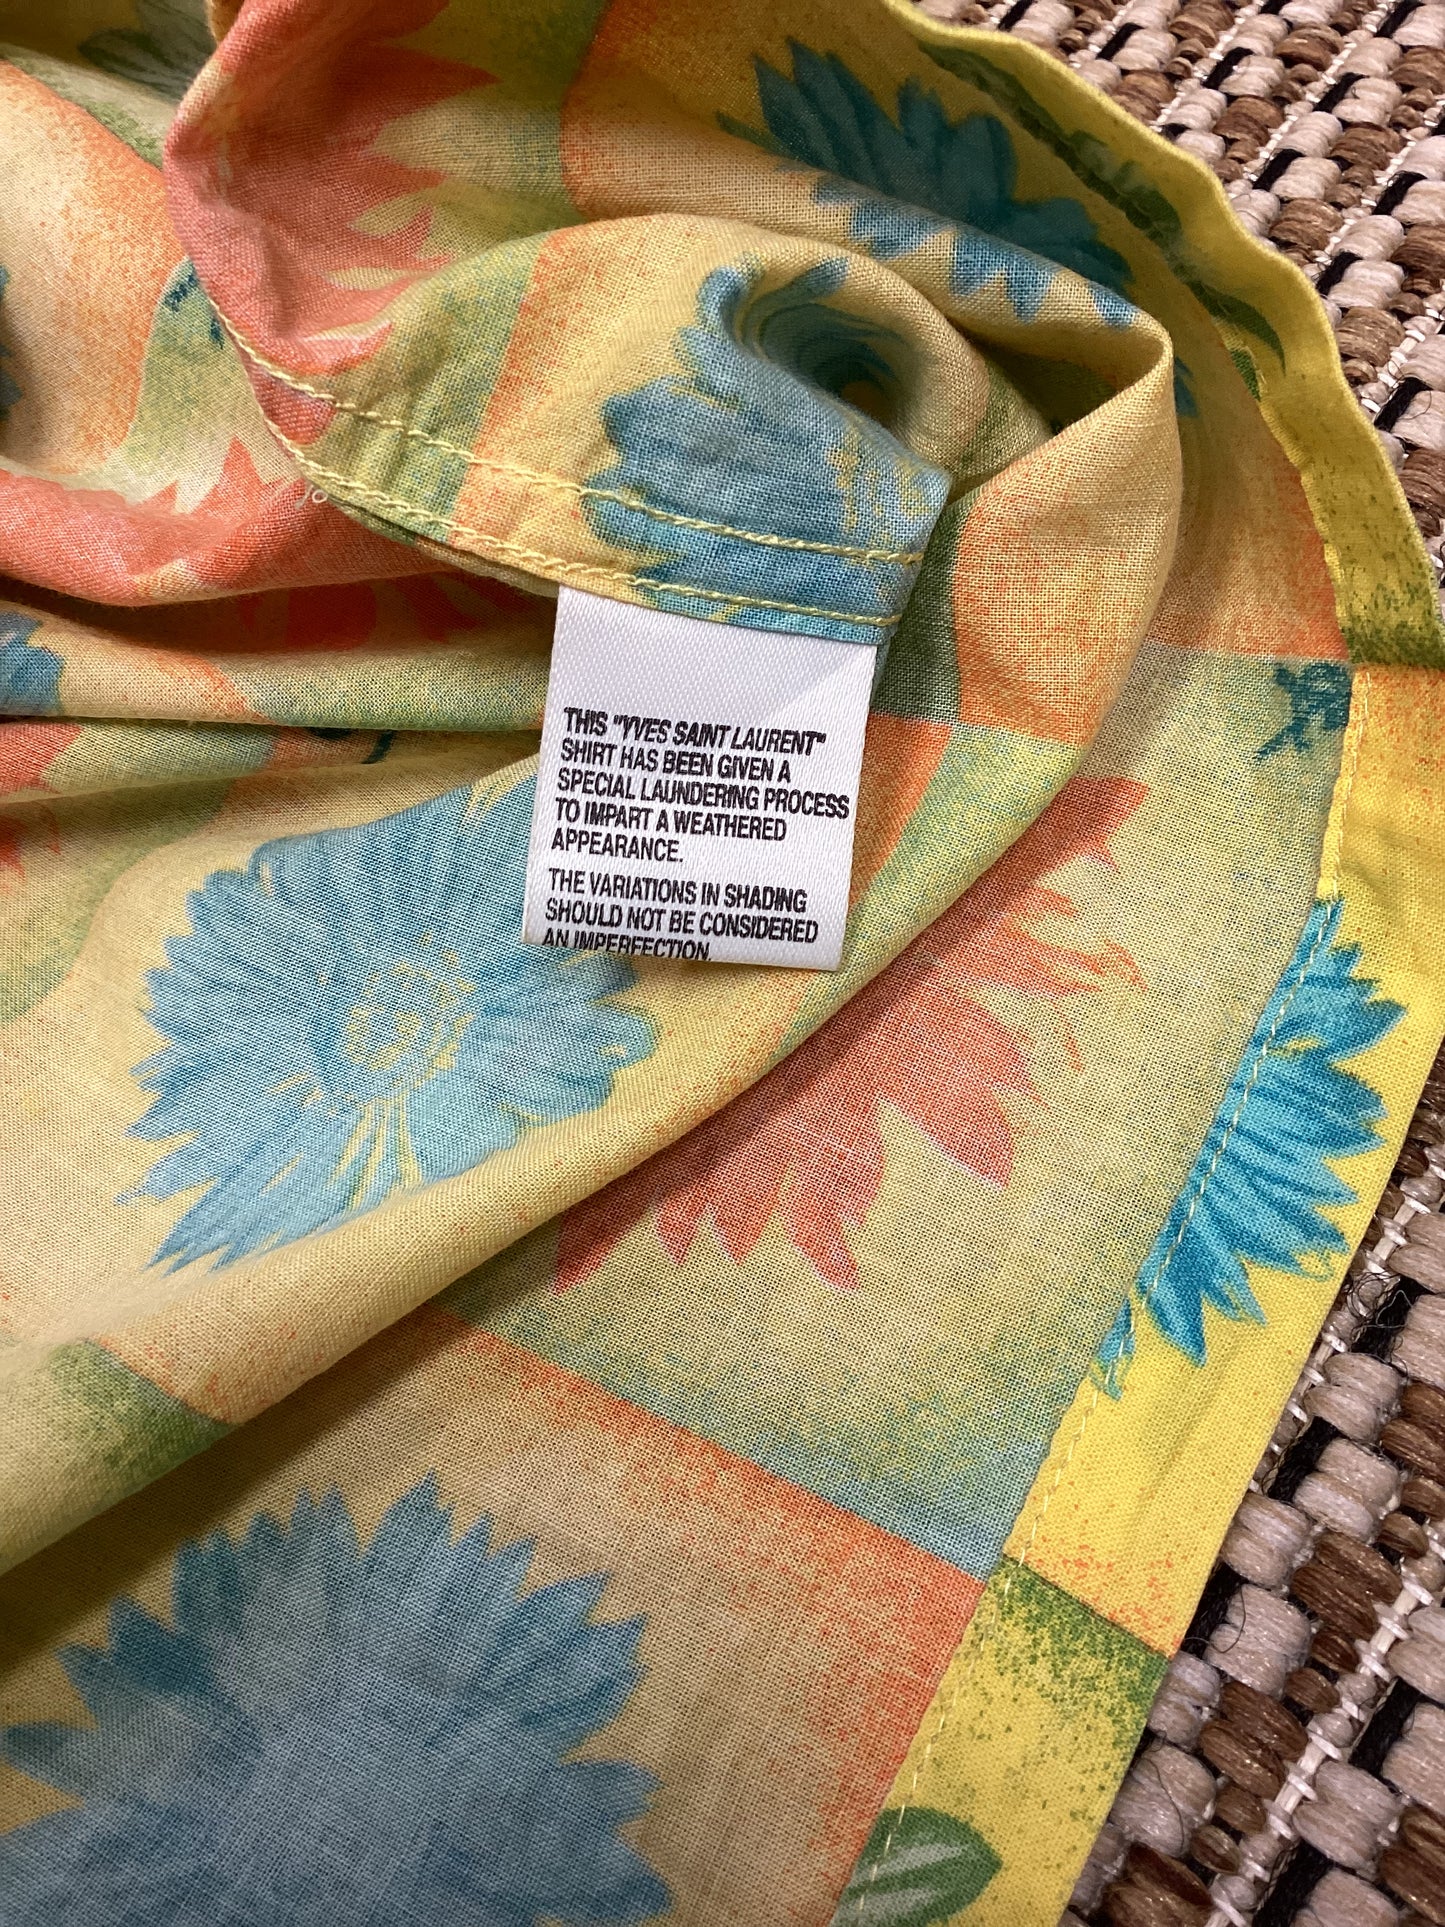 THIS "YVES SAINT LAURENT"
SHIRT HAS BEEN GIVEN A
SPECIAL LAUNDERING PROCESS
TO IMPART A WEATHERED
APPEARANCE.
THE VARIATIONS IN SHADING
SHOULD NOT BE CONSIDERED
AN IMPERFECTION.